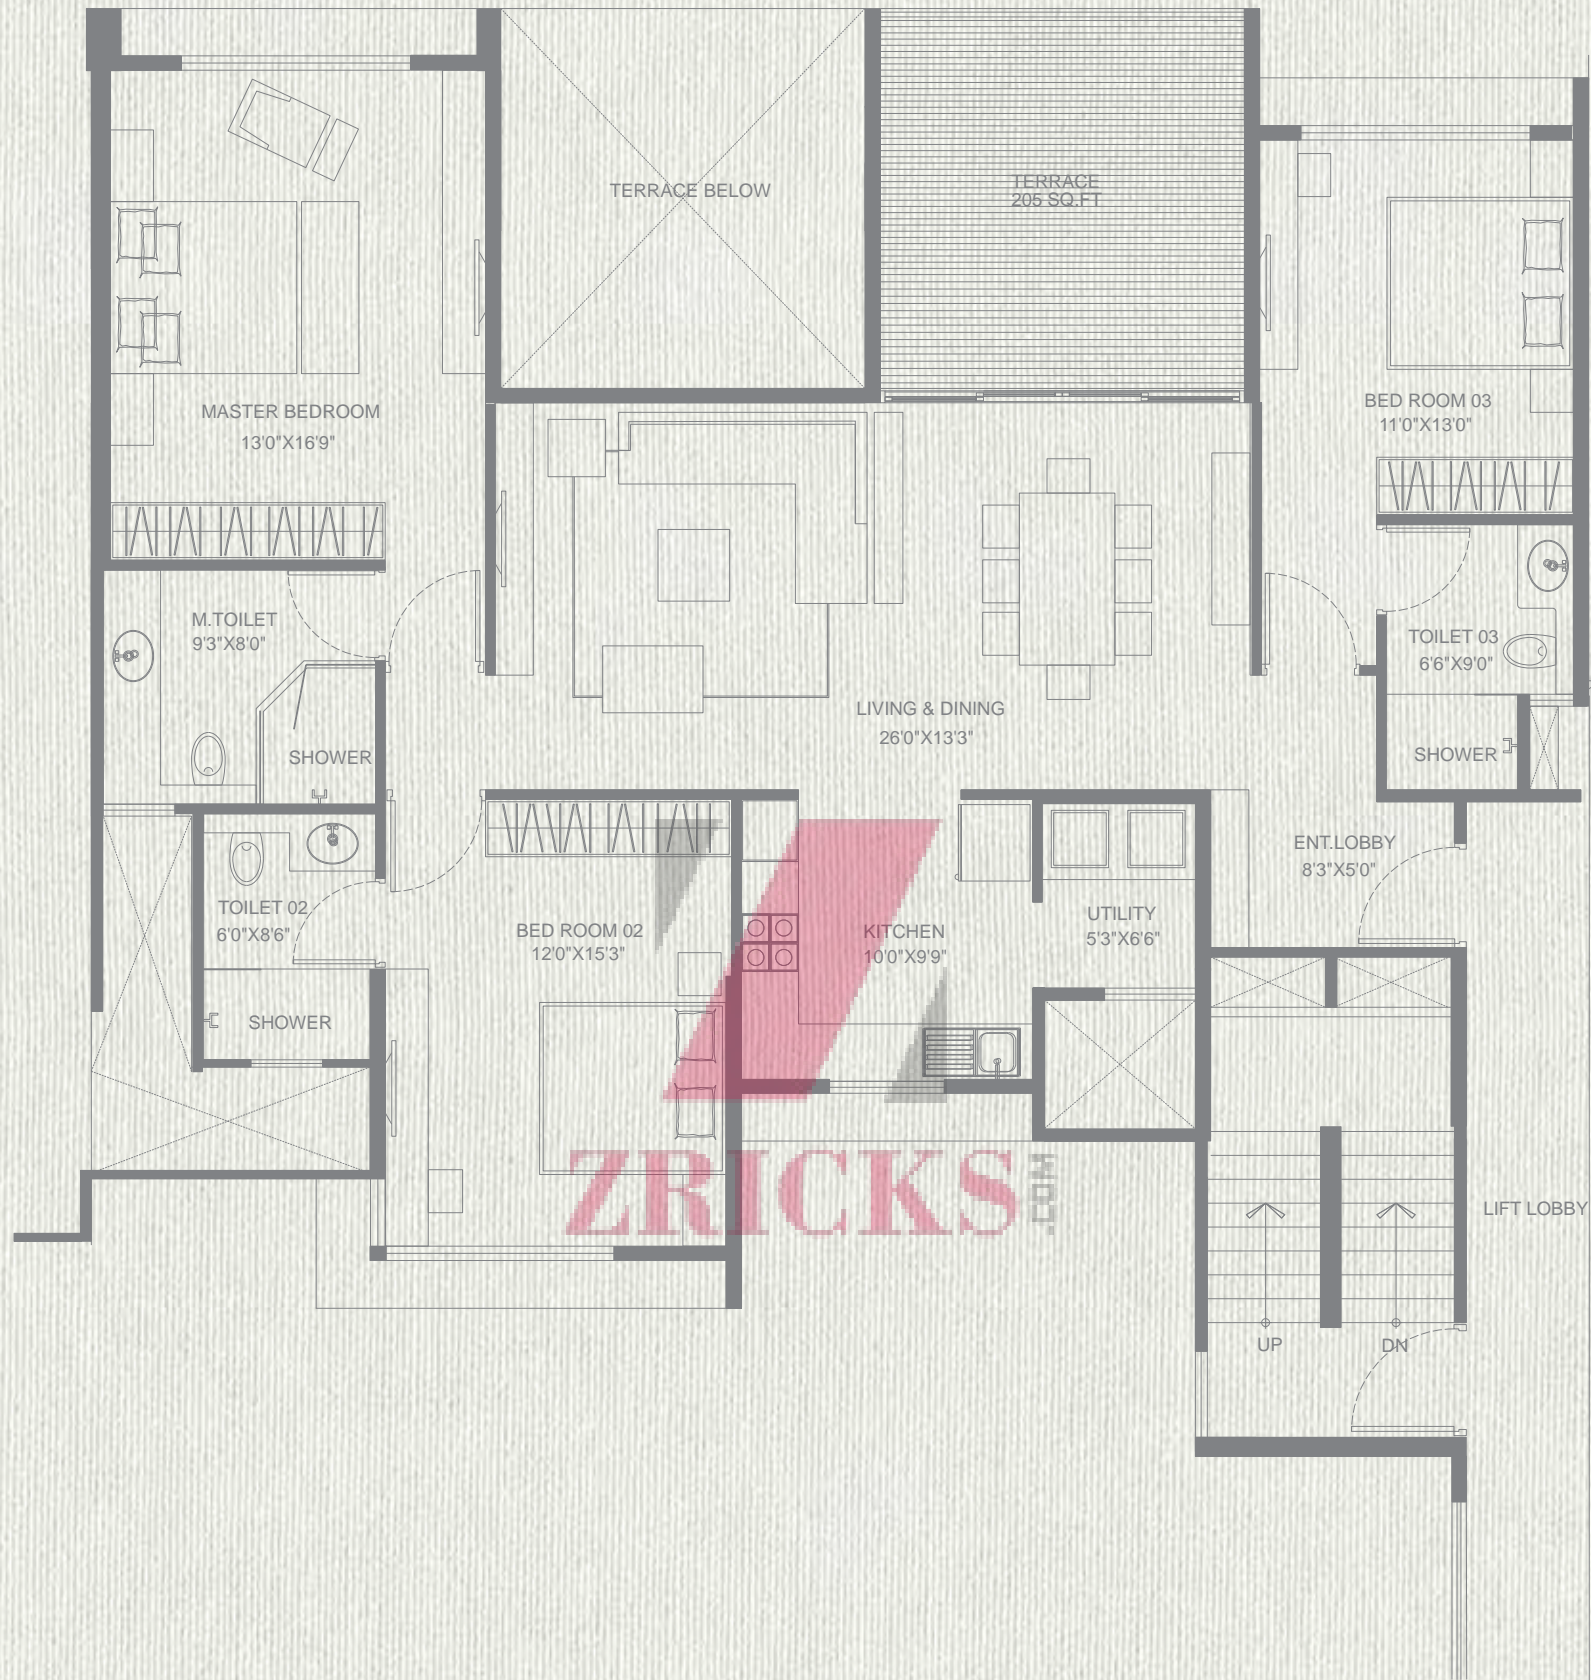 TERRACE BELOW
TERRACE
205 SQ.FT
MASTER BEDROOM
13'0"X16'9"
BED ROOM 03
11'0"X13'0"
M.TOILET
9'3"X8'0"
SHOWER
TOILET 03
6'6"X9'0"
SHOWER
LIVING & DINING
26'0"X13'3"
ENT.LOBBY
8'3"X5'0"
TOILET 02
6'0"X8'6"
SHOWER
BED ROOM 02
12'0"X15'3"
KITCHEN
10'0"X9'9"
UTILITY
5'3"X6'6"
ZRICKS
.COM
LIFT LOBBY
UP
DN